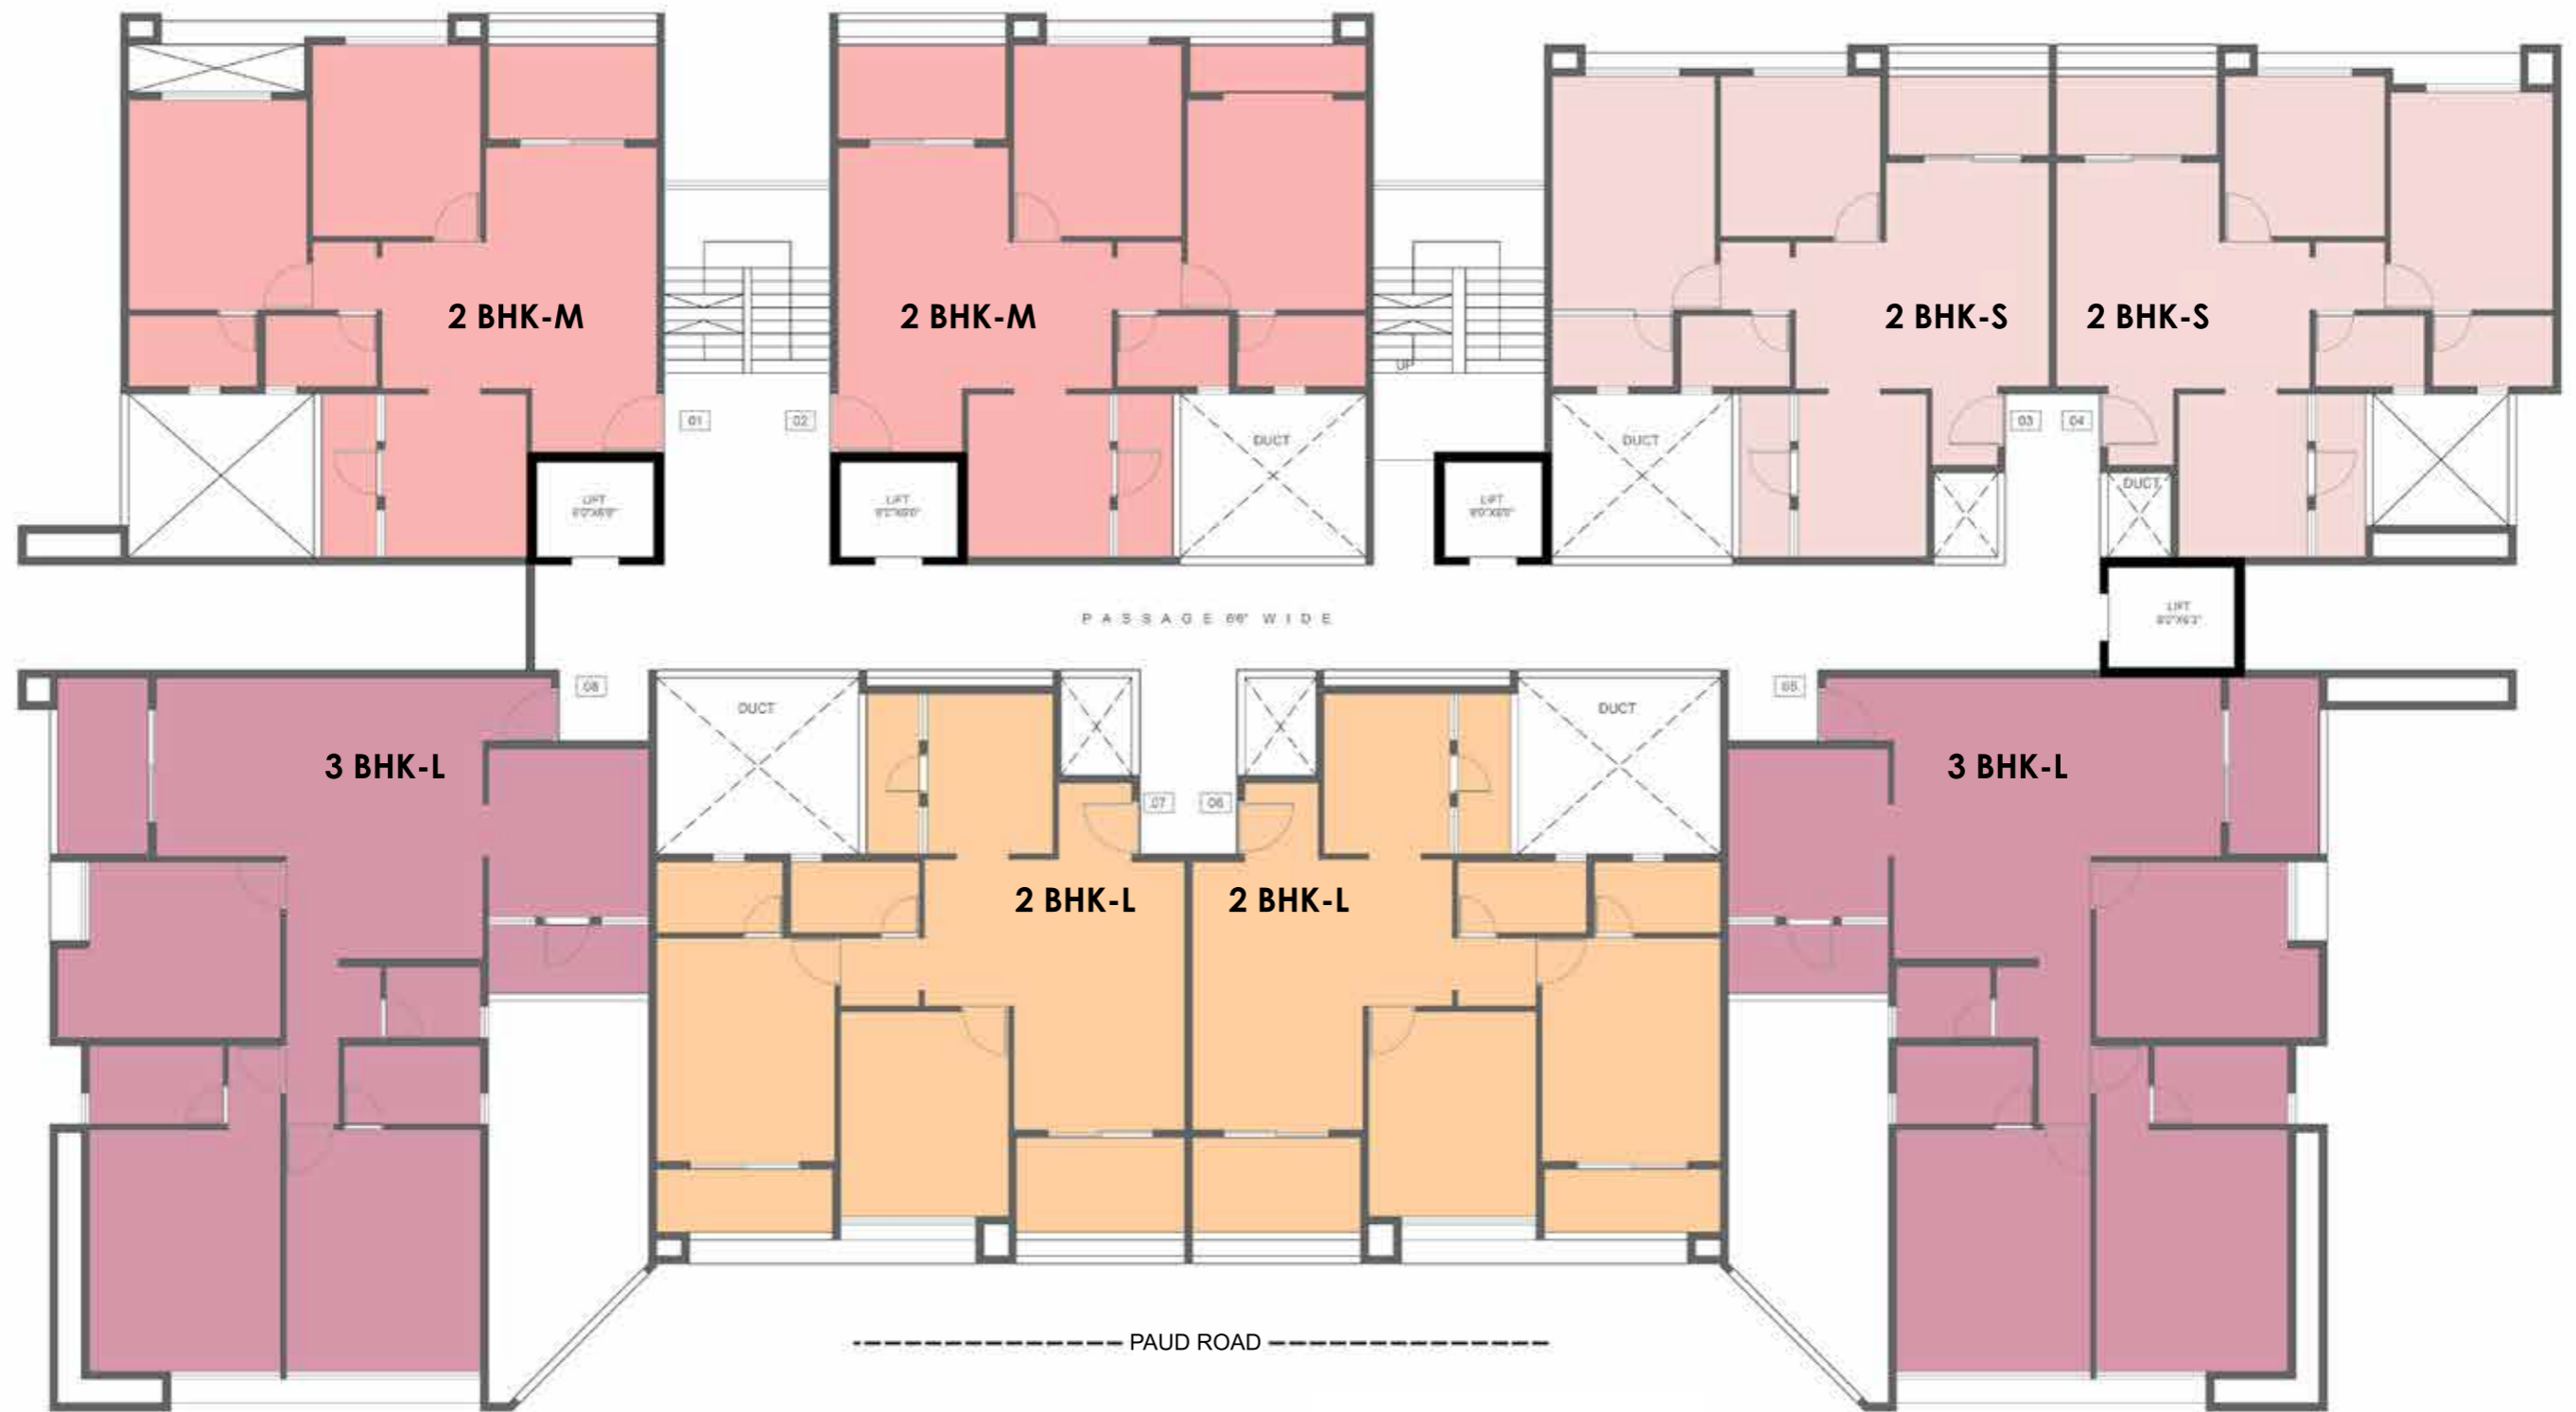 2 BHK-M
2 BHK-M
2 BHK-S
2 BHK-S
UP
01
02
03
04
DUCT
DUCT
DUCT
LIFT
LIFT
LIFT
LIFT
PASSAGE 6'6" WIDE
08
05
DUCT
DUCT
3 BHK-L
3 BHK-L
07
06
2 BHK-L
2 BHK-L
PAUD ROAD